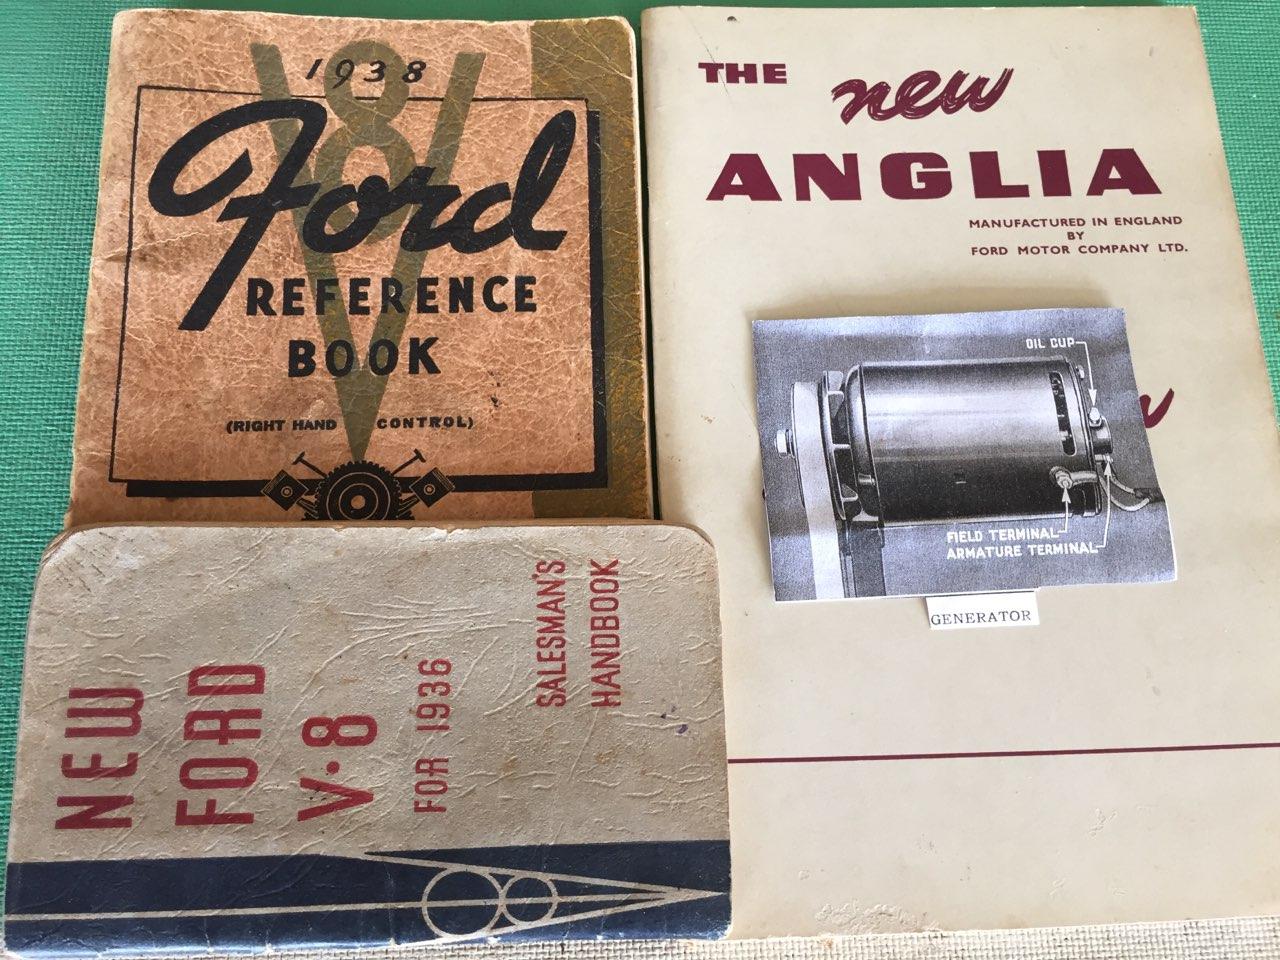 1938
V8
Ford
REFERENCE
BOOK
(RIGHT HAND CONTROL)
NEW
FORD
V·8
FOR 1936
SALESMAN'S
HANDBOOK
THE new
ANGLIA
MANUFACTURED IN ENGLAND
BY
FORD MOTOR COMPANY LTD.
OIL CUP
FIELD TERMINAL
ARMATURE TERMINAL
GENERATOR